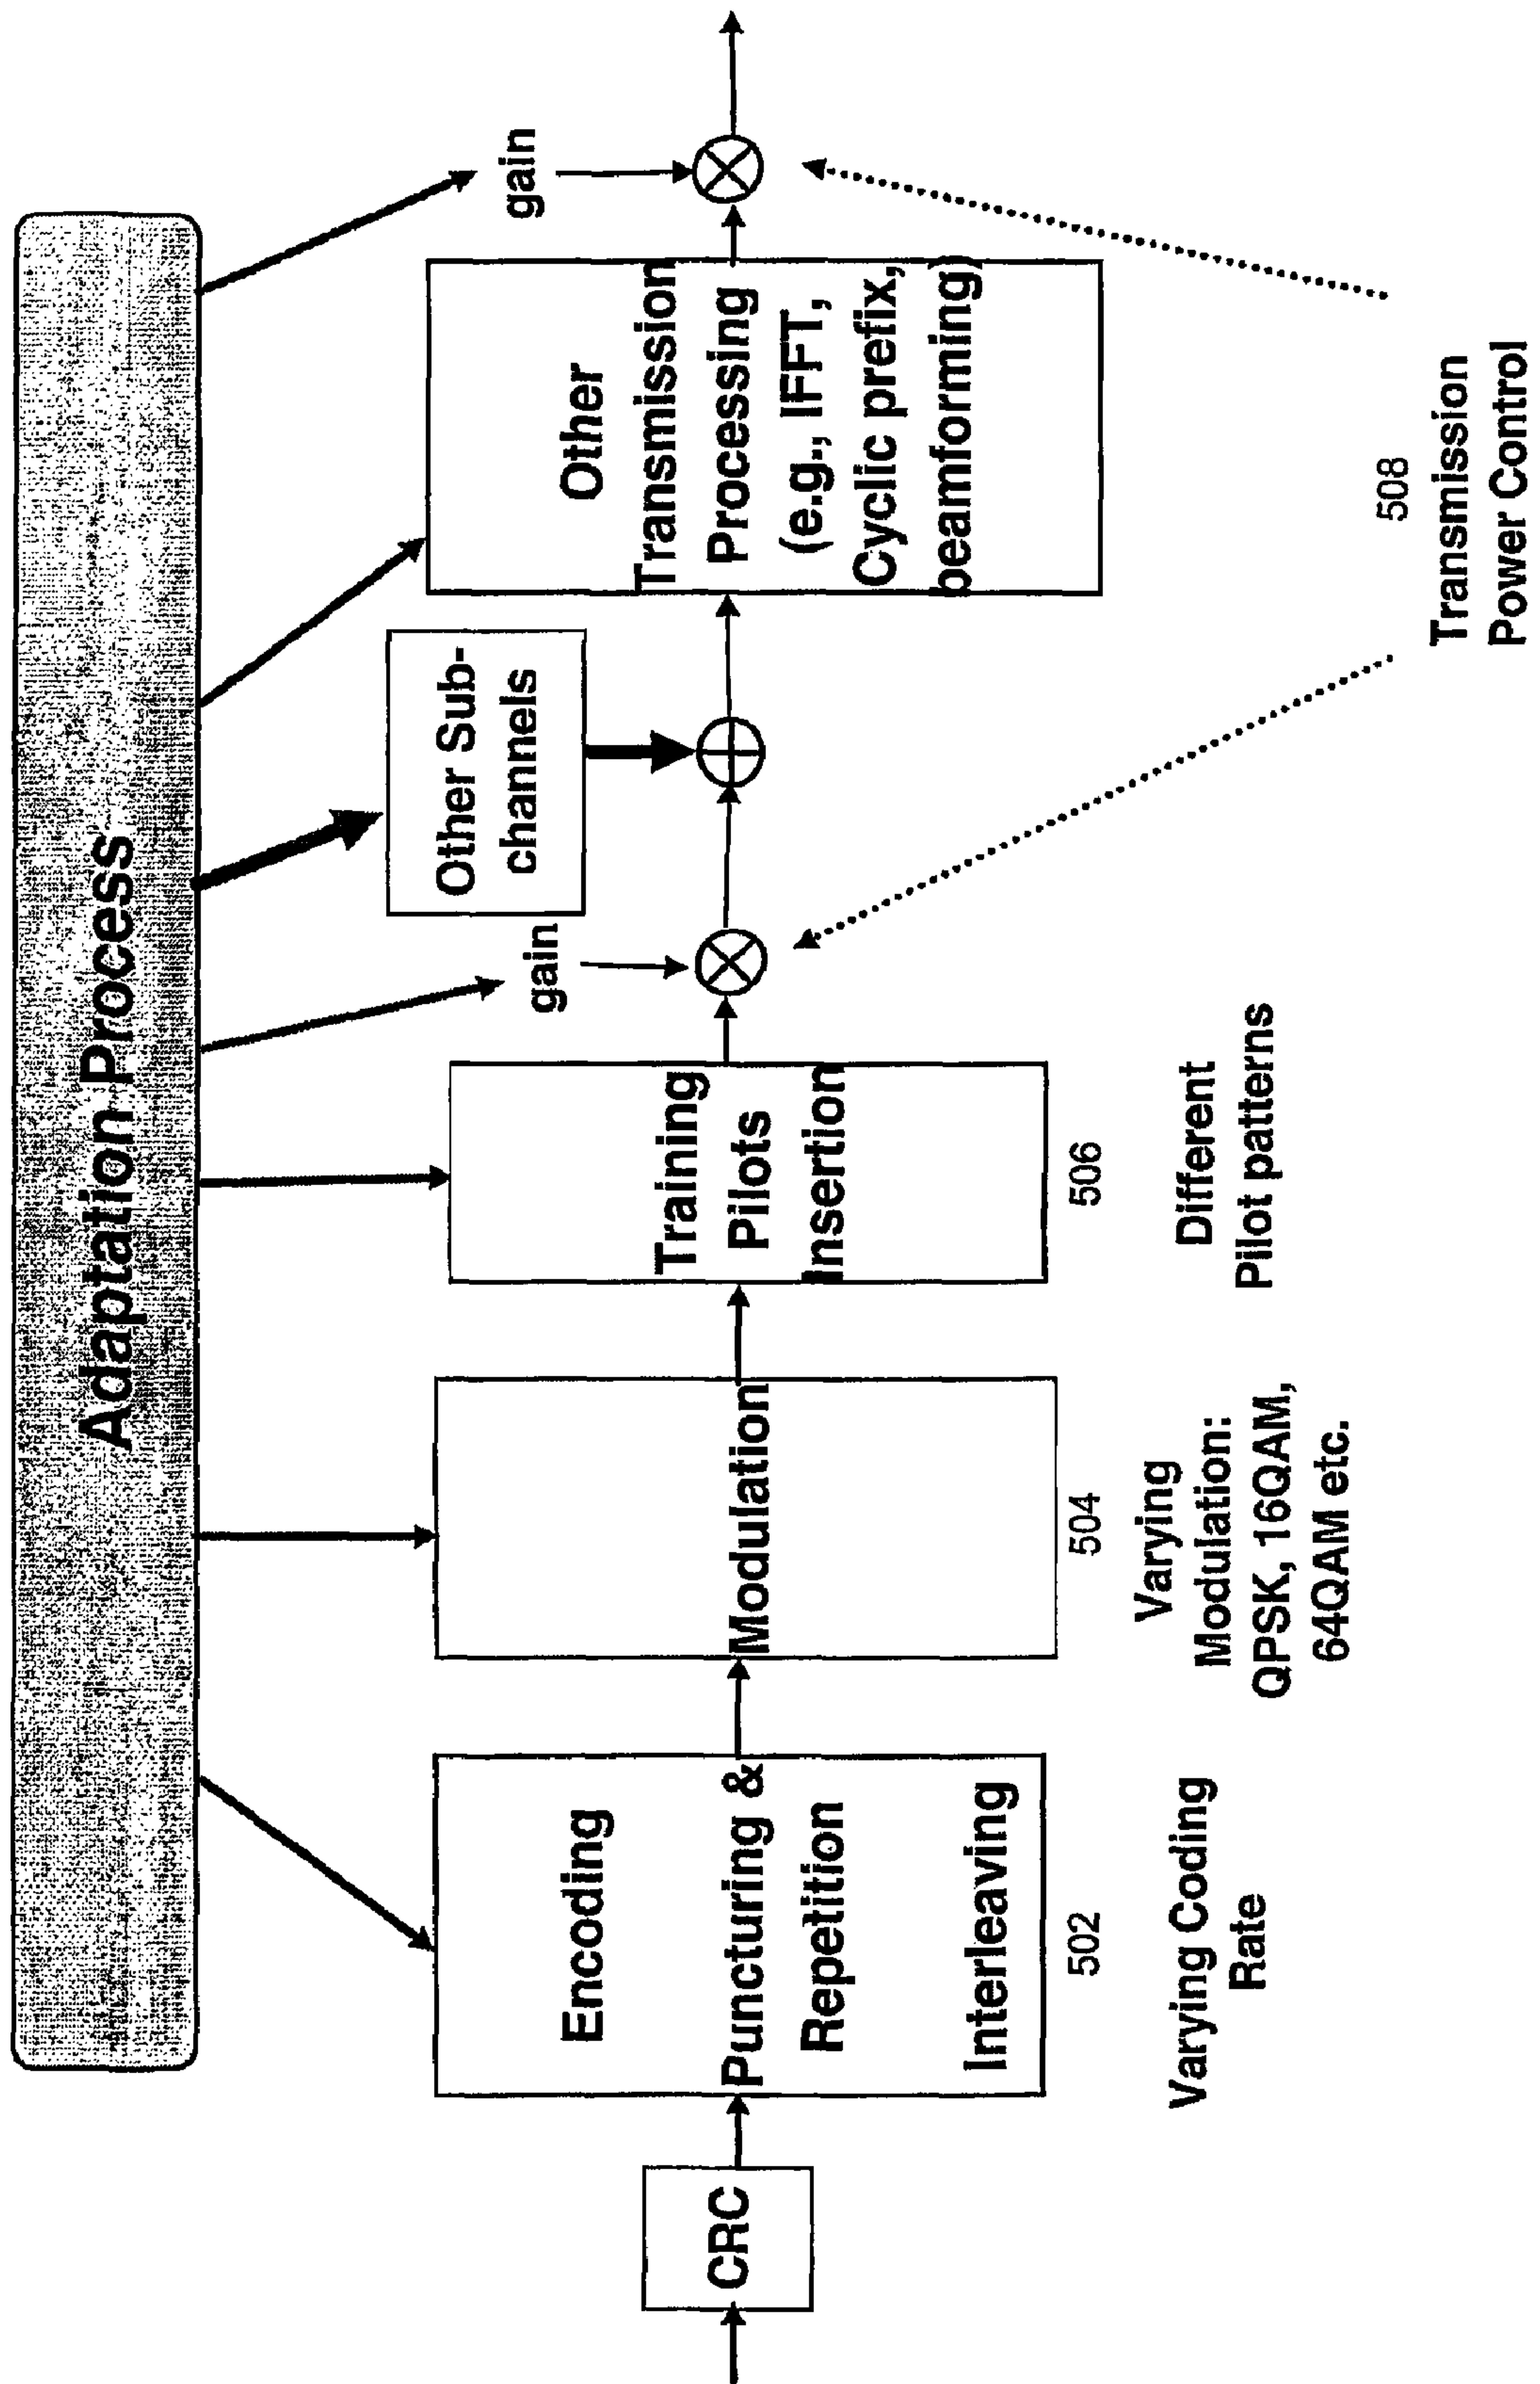 Adaptation Process
CRC
Encoding
Puncturing &
Repetition
Interleaving
502
Varying Coding
Rate
Modulation
504
Varying
Modulation:
QPSK, 16QAM,
64QAM etc.
Training
Pilots
Insertion
506
Different
Pilot patterns
gain
Other Sub-
channels
Other
Transmission
Processing
(e.g., IFFT,
Cyclic prefix,
beamforming)
gain
508
Transmission
Power Control